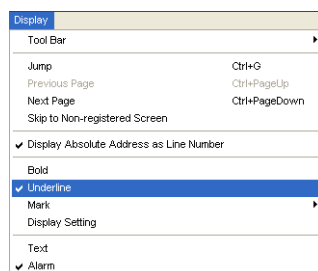 Display
Tool Bar
Jump Ctrl+G
Previous Page Ctrl+PageUp
Next Page Ctrl+PageDown
Skip to Non-registered Screen
Display Absolute Address as Line Number
Bold
Underline
Mark
Display Setting
Text
Alarm